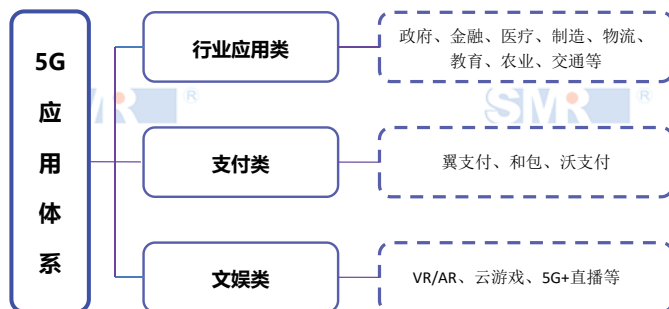 5G
应
用
体
系
行业应用类
政府、金融、医疗、制造、物流、
教育、农业、交通等
支付类
翼支付、和包、沃支付
文娱类
VR/AR、云游戏、5G+直播等
SMR®
SMR®